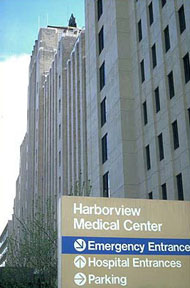 Harborview
Medical Center
Emergency Entrance
Hospital Entrances
Parking